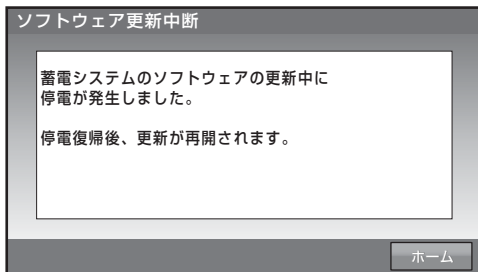 ソフトウェア更新中断
蓄電システムのソフトウェアの更新中に
停電が発生しました。
停電復帰後、更新が再開されます。
ホーム